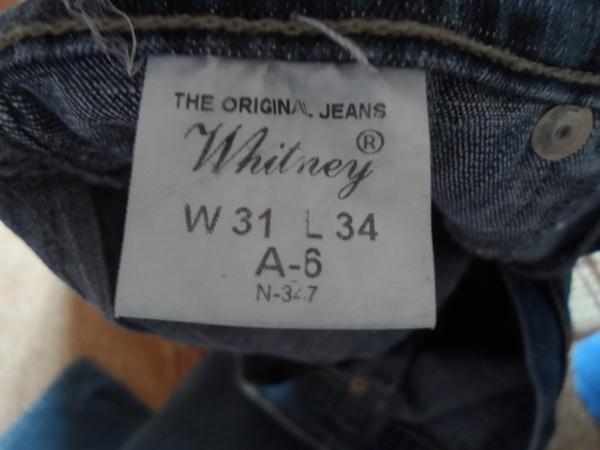 THE ORIGINAL JEANS
Whitney®
W 31 L 34
A-6